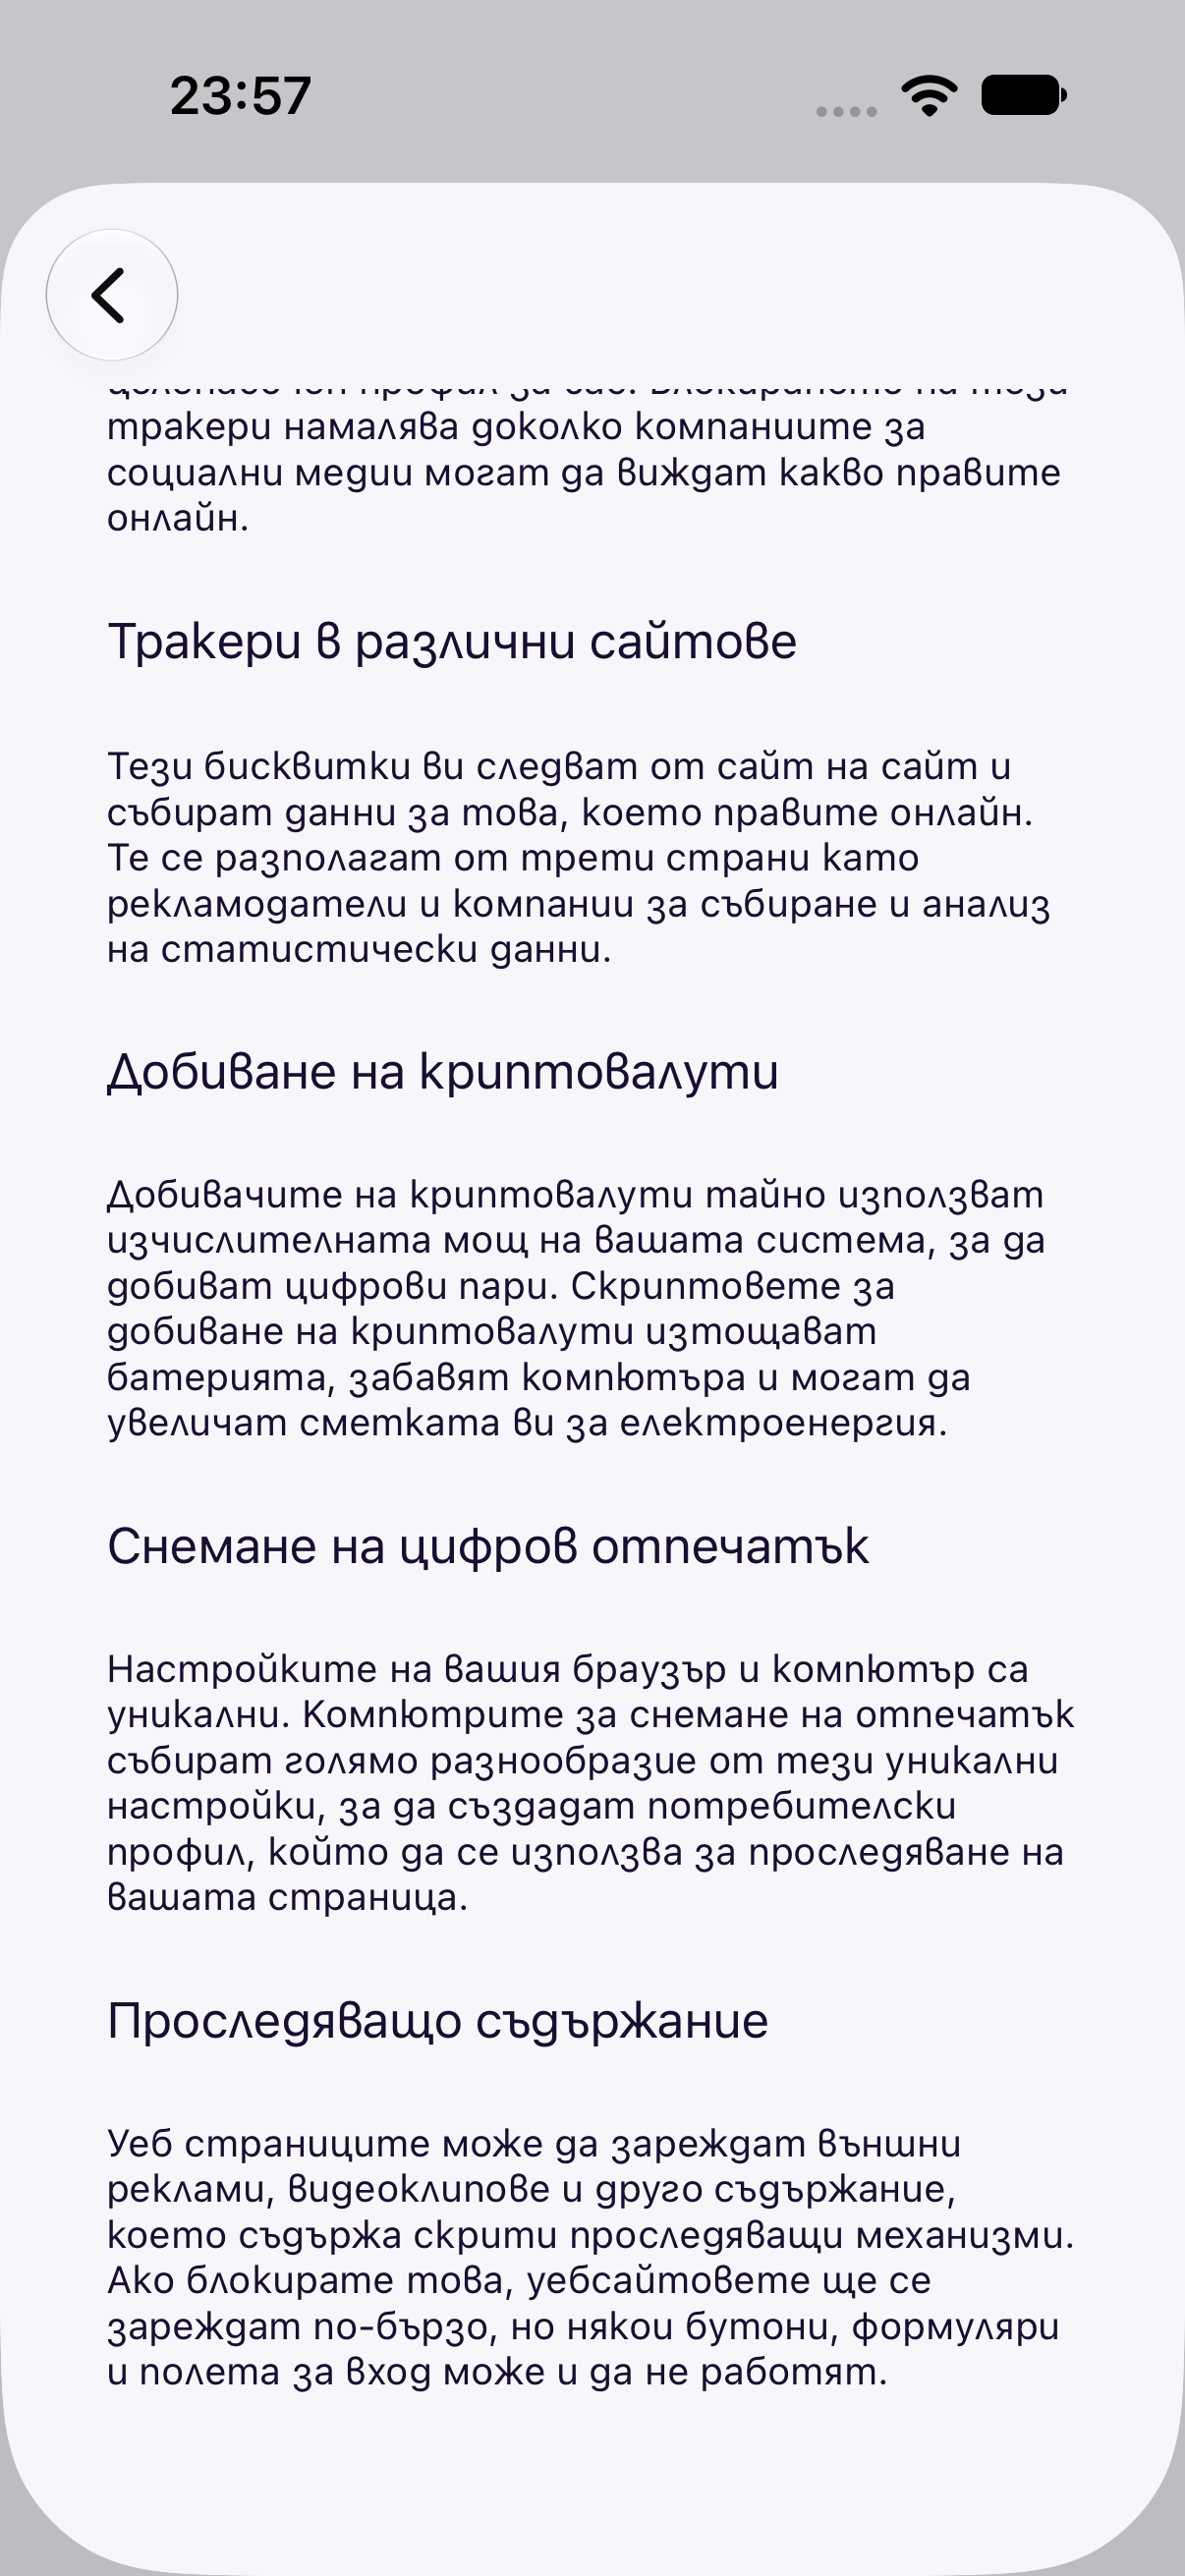 23:57
тракери намалява доколко компаниите за
социални медии могат да виждат какво правите
онлайн.
Тракери в различни сайтове
Тези бисквитки ви следват от сайт на сайт и
събират данни за това, което правите онлайн.
Те се разполагат от трети страни като
рекламодатели и компании за събиране и анализ
на статистически данни.
Добиване на криптовалути
Добивачите на криптовалути тайно използват
изчислителната мощ на вашата система, за да
добиват цифрови пари. Скриптовете за
добиване на криптовалути изтощават
батерията, забавят компютъра и могат да
увеличат сметката ви за електроенергия.
Снемане на цифров отпечатък
Настройките на вашия браузър и компютър са
уникални. Компютрите за снемане на отпечатък
събират голямо разнообразие от тези уникални
настройки, за да създадат потребителски
профил, който да се използва за проследяване на
вашата страница.
Проследяващо съдържание
Уеб страниците може да зареждат външни
реклами, видеоклипове и друго съдържание,
което съдържа скрити проследяващи механизми.
Ако блокирате това, уебсайтовете ще се
зареждат по-бързо, но някои бутони, формуляри
и полета за вход може и да не работят.